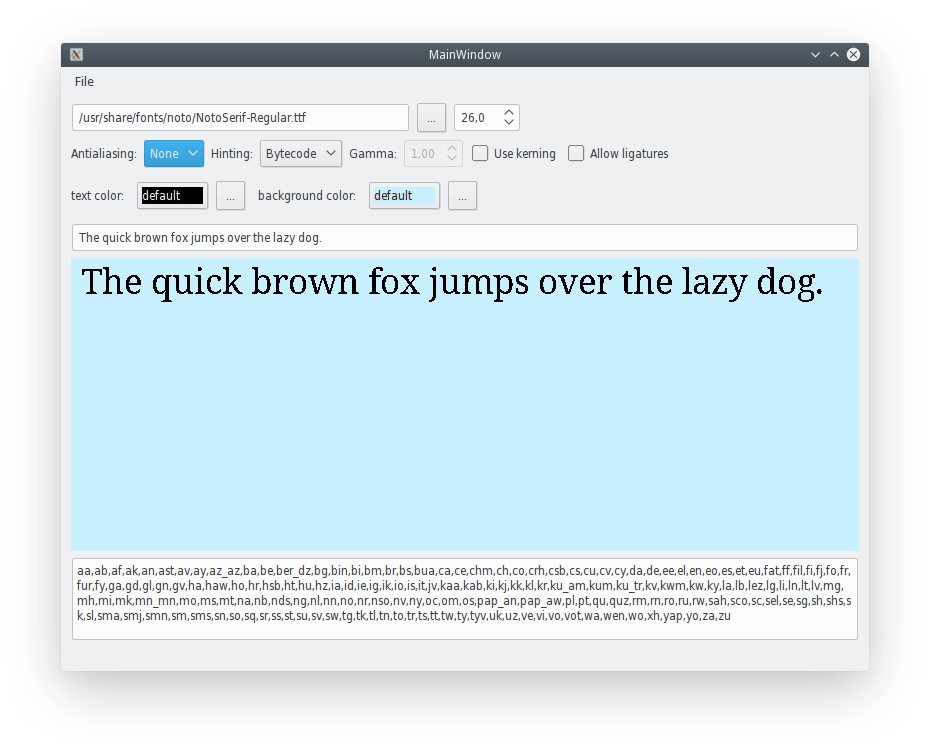 MainWindow
File
/usr/share/fonts/noto/NotoSerif-Regular.ttf ... 26,0
Antialiasing: None Hinting: Bytecode Gamma: 1,00 Use kerning Allow ligatures
text color: default ... background color: default ...
The quick brown fox jumps over the lazy dog.
The quick brown fox jumps over the lazy dog.
aa,ab,af,ak,an,ast,av,ay,az_az,ba,be,ber_dz,bg,bin,bi,bm,br,bs,bua,ca,ce,chm,ch,co,crh,csb,cs,cu,cv,cy,da,de,ee,el,en,eo,es,et,eu,fat,ff,fil,fi,fj,fo,fr,
fur,fy,ga,gd,gl,gn,gv,ha,haw,ho,hr,hsb,ht,hu,hz,ia,id,ie,ig,ik,io,is,it,jv,kaa,kab,ki,kj,kk,kl,kr,ku_am,kum,ku_tr,kv,kwm,kw,ky,la,lb,lez,lg,li,ln,lt,lv,mg,
mh,mi,mk,mn_mn,mo,ms,mt,na,nb,nds,ng,nl,nn,no,nr,nso,nv,ny,oc,om,os,pap_an,pap_aw,pl,pt,qu,quz,rm,rn,ro,ru,rw,sah,sco,sc,sel,se,sg,sh,shs,s
k,sl,sma,smj,smn,sm,sms,sn,so,sq,sr,ss,st,su,sv,sw,tg,tk,tl,tn,to,tr,ts,tt,tw,ty,tyv,uk,uz,ve,vi,vo,vot,wa,wen,wo,xh,yap,yo,za,zu